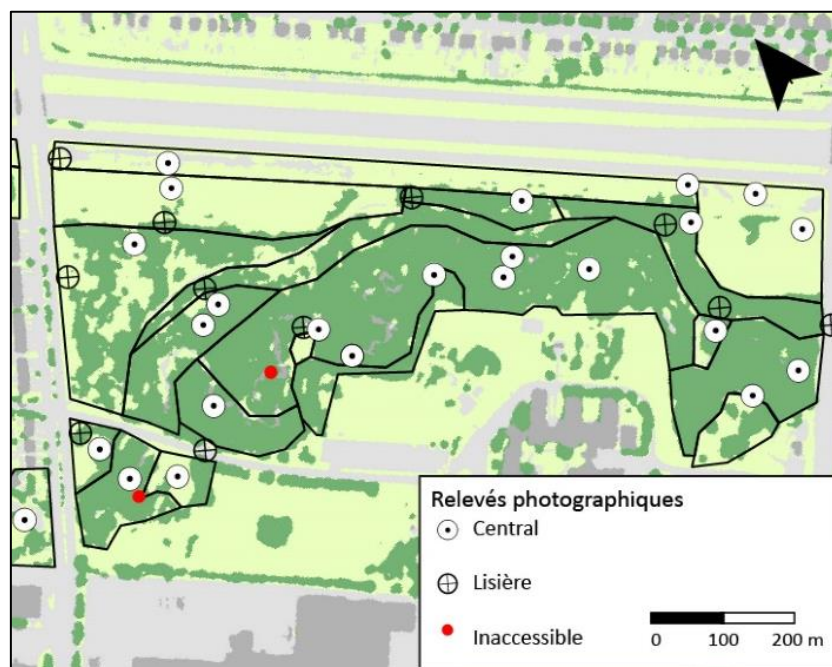 Relevés photographiques
Central
Lisière
Inaccessible
0 100 200 m